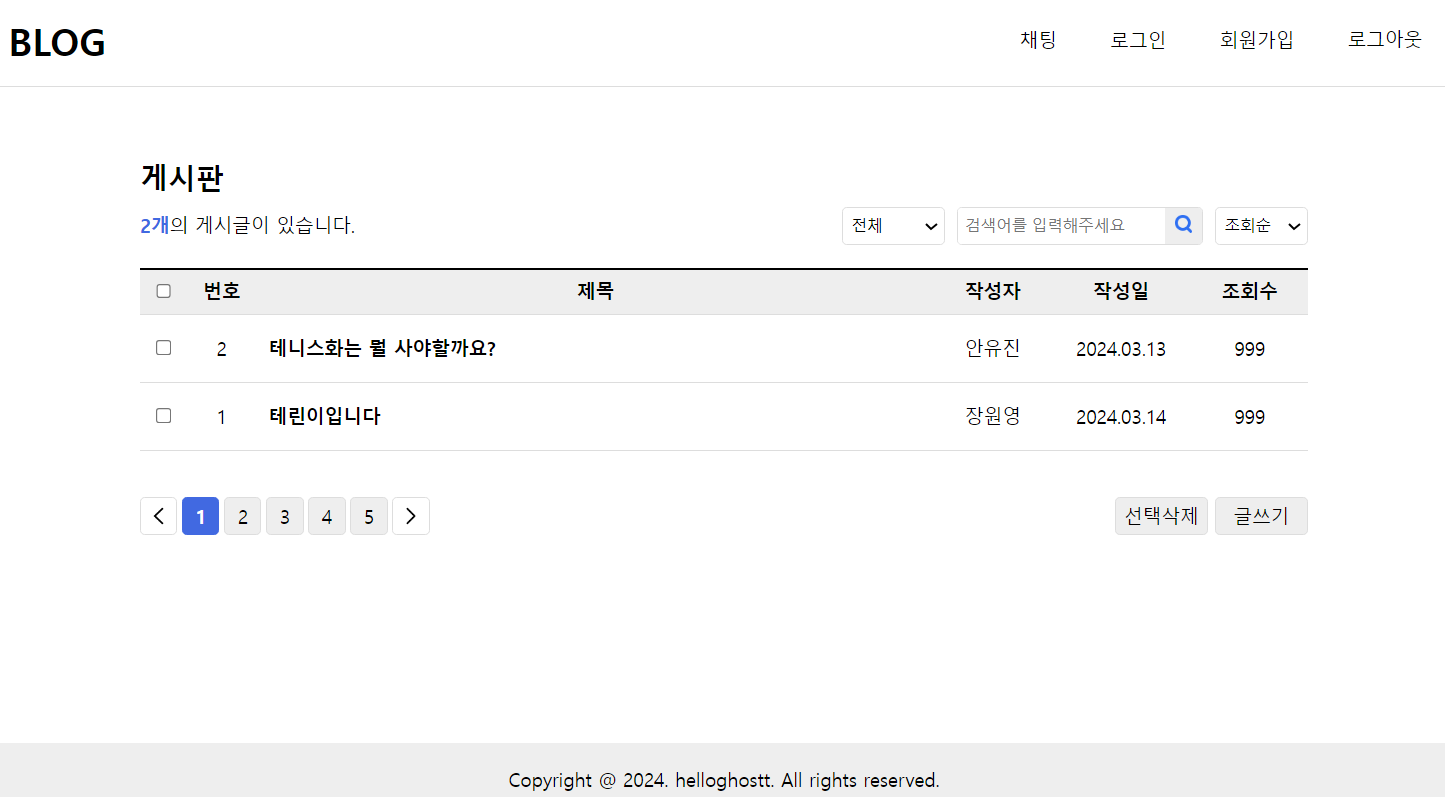 BLOG 채팅 로그인 회원가입 로그아웃
게시판
2개의 게시글이 있습니다. 전체 검색어를 입력해주세요 조회순
번호 제목 작성자 작성일 조회수
2 테니스화는 뭘 사야할까요? 안유진 2024.03.13 999
1 테린이입니다 장원영 2024.03.14 999
1 2 3 4 5 선택삭제 글쓰기
Copyright @ 2024. helloghostt. All rights reserved.